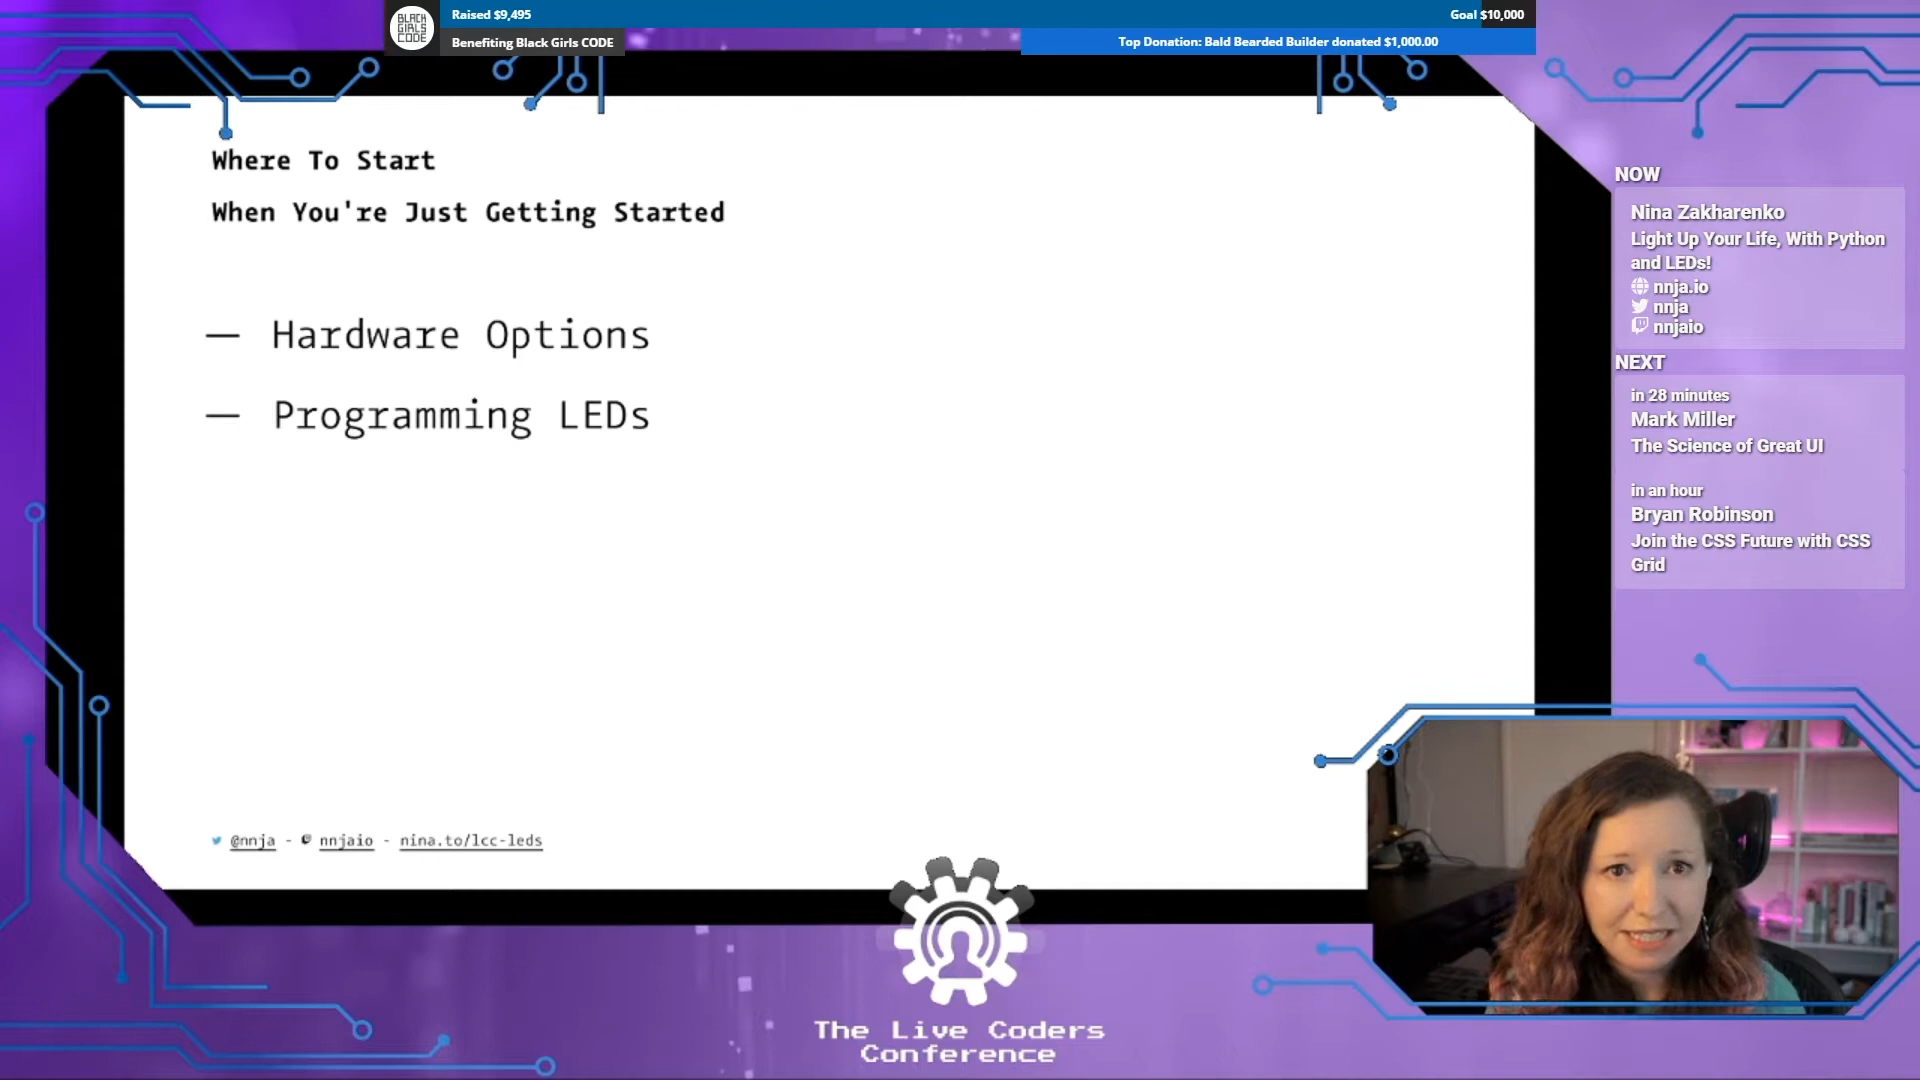 BLACK
GIRLS
CODE
Raised $9,495
Goal $10,000
Benefiting Black Girls CODE
Top Donation: Bald Bearded Builder donated $1,000.00
Where To Start
When You're Just Getting Started
— Hardware Options
— Programming LEDs
@nnja - nnjaio - nina.to/lcc-leds
NOW
Nina Zakharenko
Light Up Your Life, With Python
and LEDs!
nnja.io
nnja
nnjaio
NEXT
in 28 minutes
Mark Miller
The Science of Great UI
in an hour
Bryan Robinson
Join the CSS Future with CSS
Grid
The Live Coders
Conference